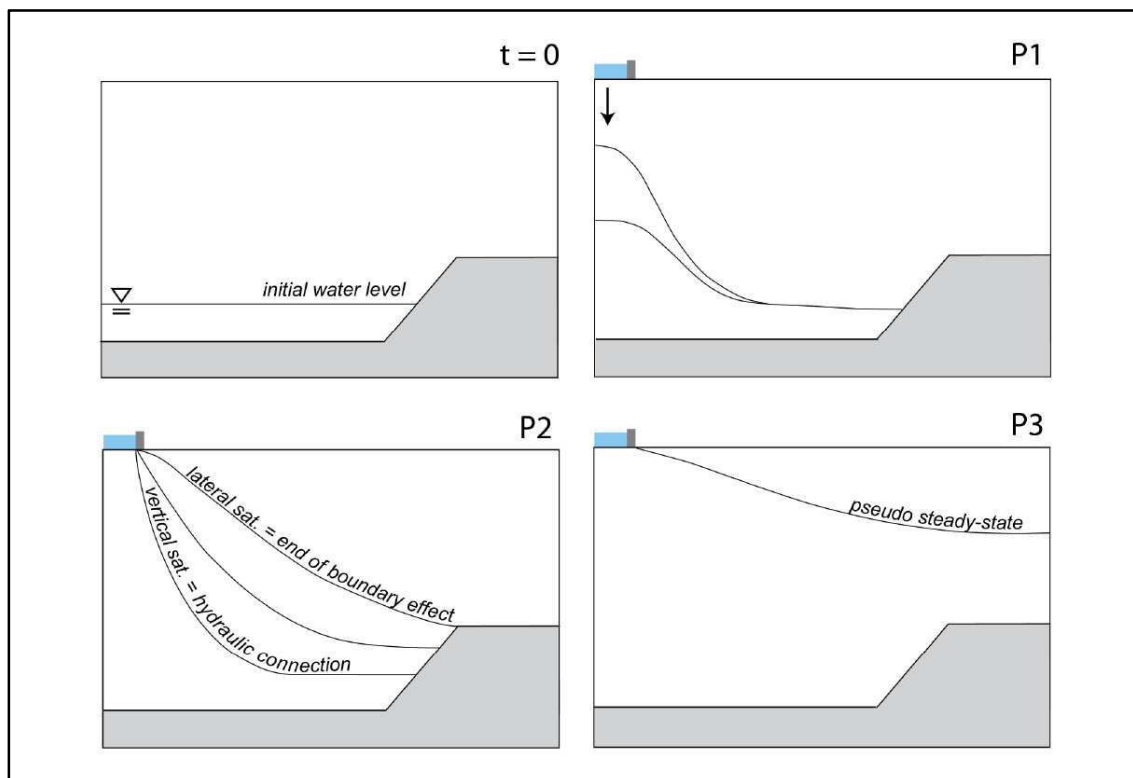 t = 0
initial water level
P1
P2
lateral sat. = end of boundary effect
vertical sat. = hydraulic connection
P3
pseudo steady-state